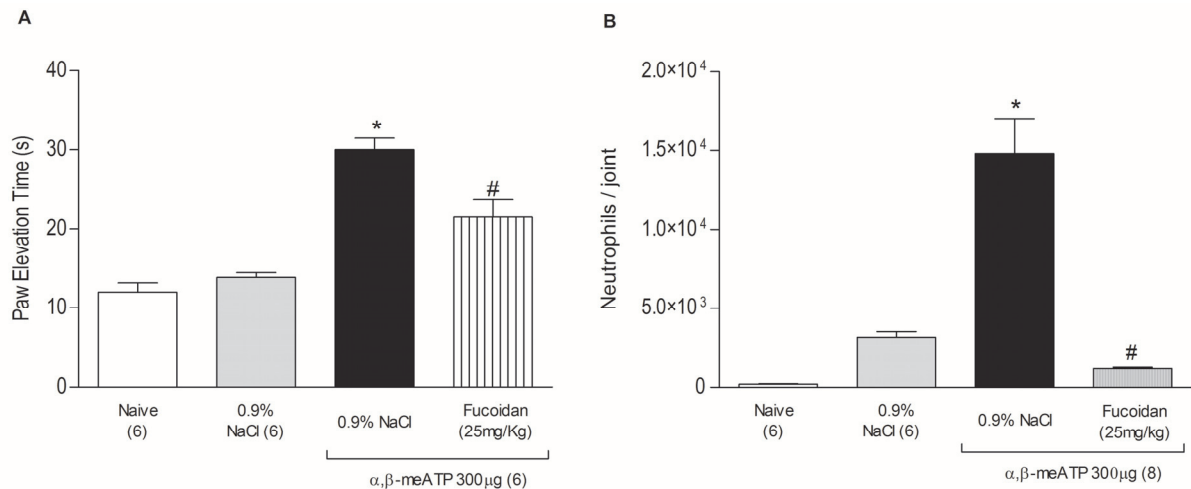 A
Paw Elevation Time (s)
40
30
20
10
0
*
#
Naive
(6)
0.9%
NaCl (6)
0.9% NaCl
Fucoidan
(25mg/Kg)
α,β-meATP 300μg (6)
B
Neutrophils / joint
2.0×10⁴
1.5×10⁴
1.0×10⁴
5.0×10³
0
*
#
Naive
(6)
0.9%
NaCl (6)
0.9% NaCl
Fucoidan
(25mg/kg)
α,β-meATP 300μg (8)